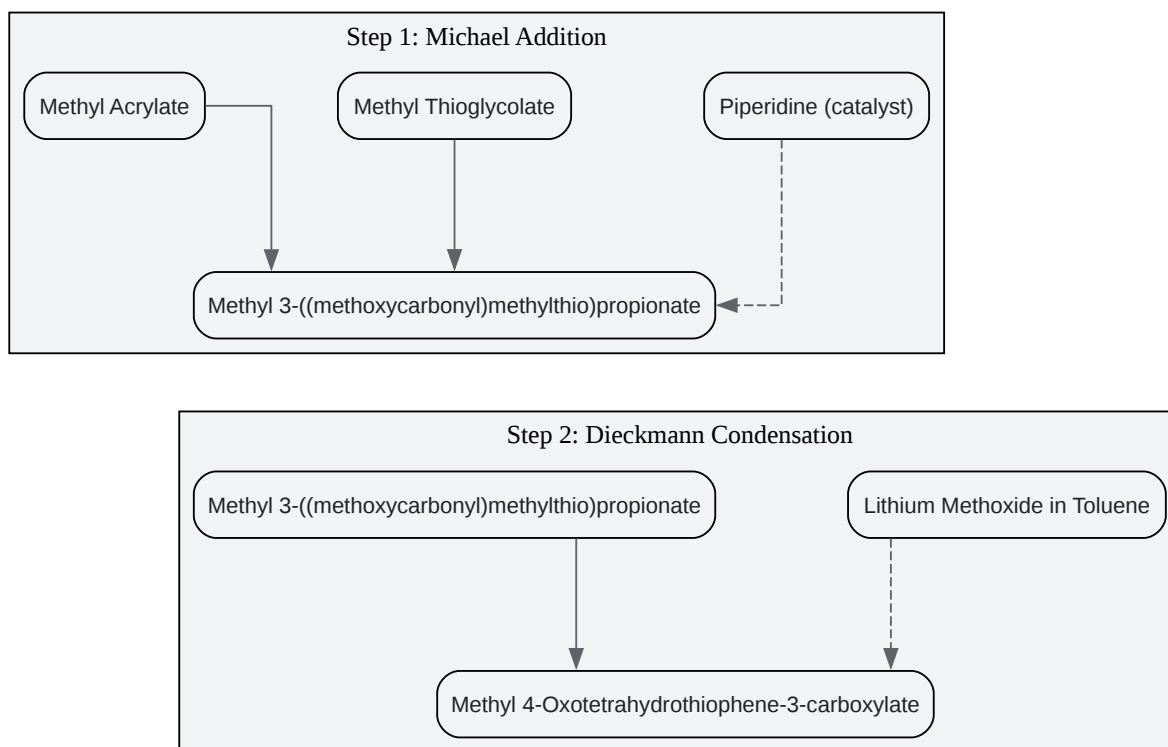 Step 1: Michael Addition
Methyl Acrylate
Methyl Thioglycolate
Piperidine (catalyst)
Methyl 3-((methoxycarbonyl)methylthio)propionate
Step 2: Dieckmann Condensation
Methyl 3-((methoxycarbonyl)methylthio)propionate
Lithium Methoxide in Toluene
Methyl 4-Oxotetrahydrothiophene-3-carboxylate